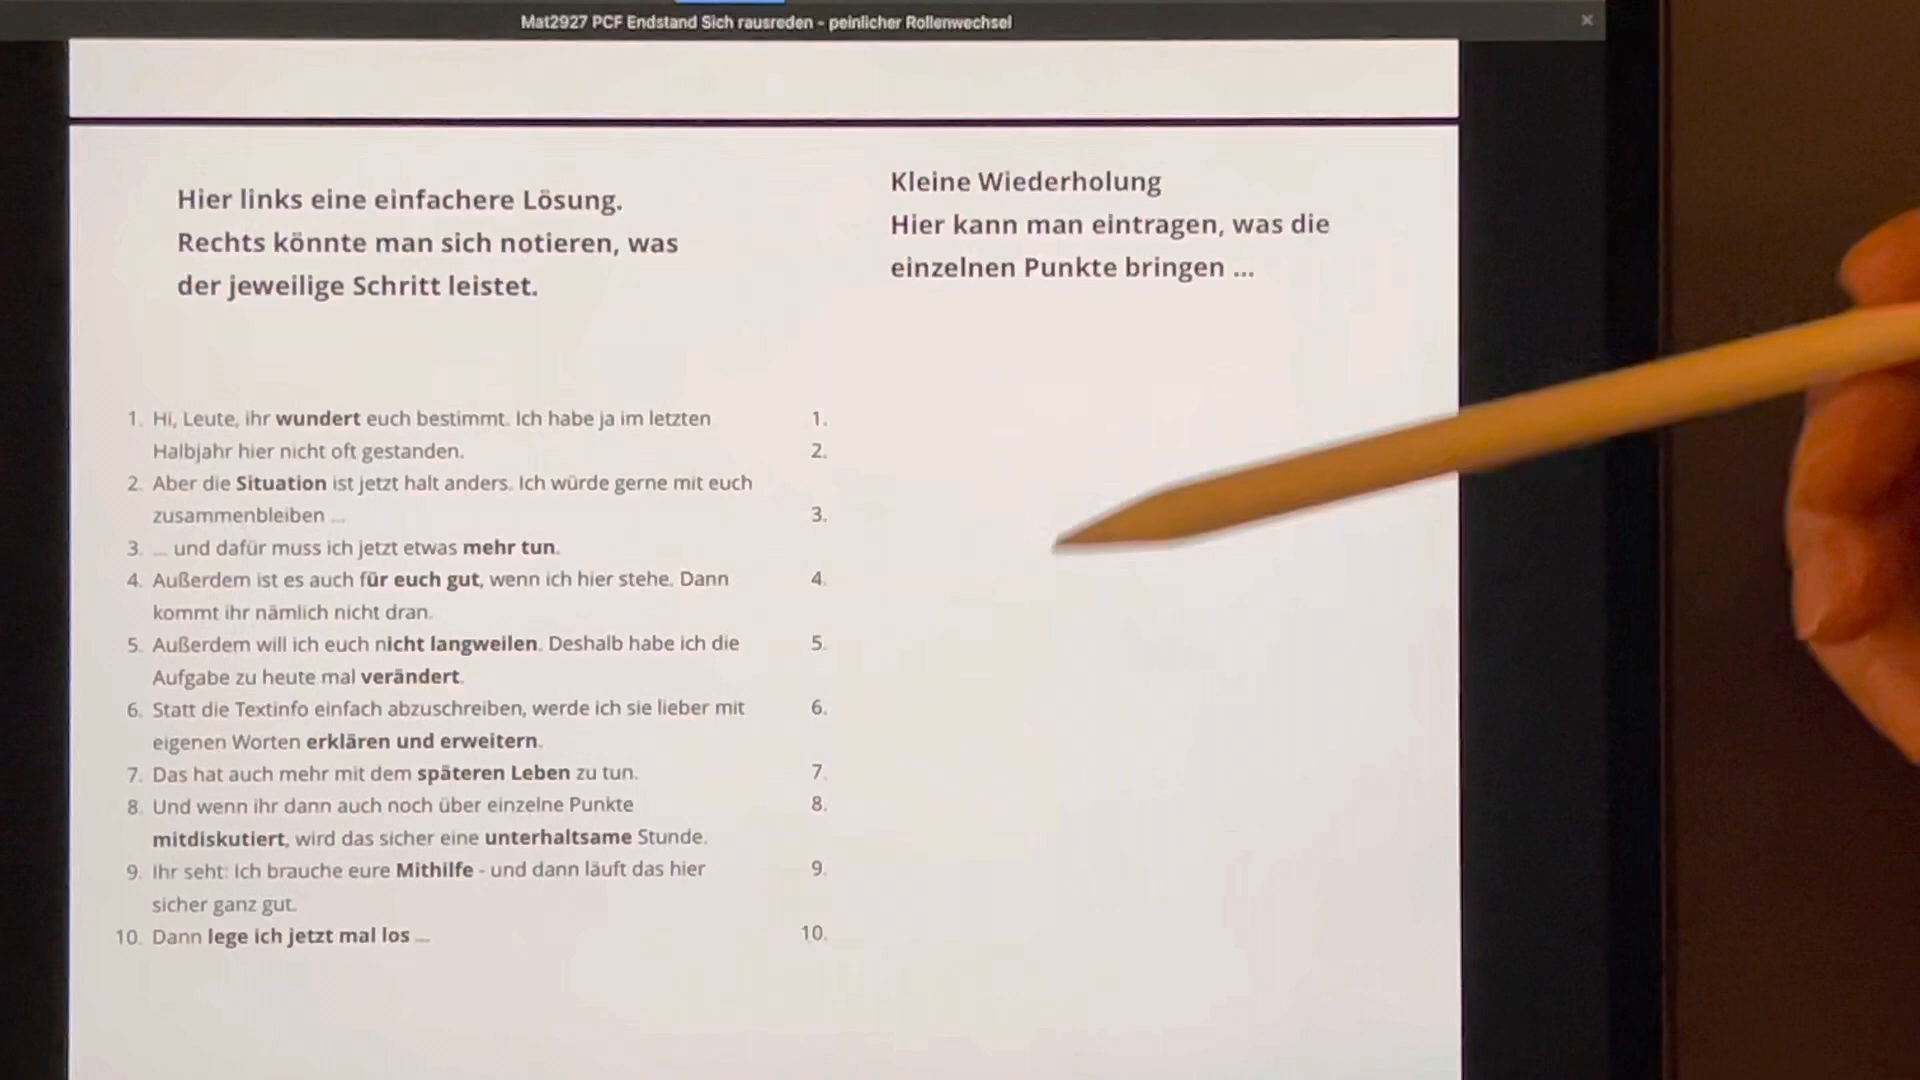 Mat2927 PCF Endstand Sich rausreden - peinlicher Rollenwechsel
Hier links eine einfachere Lösung.
Rechts könnte man sich notieren, was
der jeweilige Schritt leistet.
Kleine Wiederholung
Hier kann man eintragen, was die
einzelnen Punkte bringen ...
1. Hi, Leute, ihr wundert euch bestimmt. Ich habe ja im letzten
Halbjahr hier nicht oft gestanden.
2. Aber die Situation ist jetzt halt anders. Ich würde gerne mit euch
zusammenbleiben ...
3. ... und dafür muss ich jetzt etwas mehr tun.
4. Außerdem ist es auch für euch gut, wenn ich hier stehe. Dann
kommt ihr nämlich nicht dran.
5. Außerdem will ich euch nicht langweilen. Deshalb habe ich die
Aufgabe zu heute mal verändert.
6. Statt die Textinfo einfach abzuschreiben, werde ich sie lieber mit
eigenen Worten erklären und erweitern.
7. Das hat auch mehr mit dem späteren Leben zu tun.
8. Und wenn ihr dann auch noch über einzelne Punkte
mitdiskutiert, wird das sicher eine unterhaltsame Stunde.
9. Ihr seht: Ich brauche eure Mithilfe - und dann läuft das hier
sicher ganz gut.
10. Dann lege ich jetzt mal los ...
1.
2.
3.
4.
5.
6.
7.
8.
9.
10.